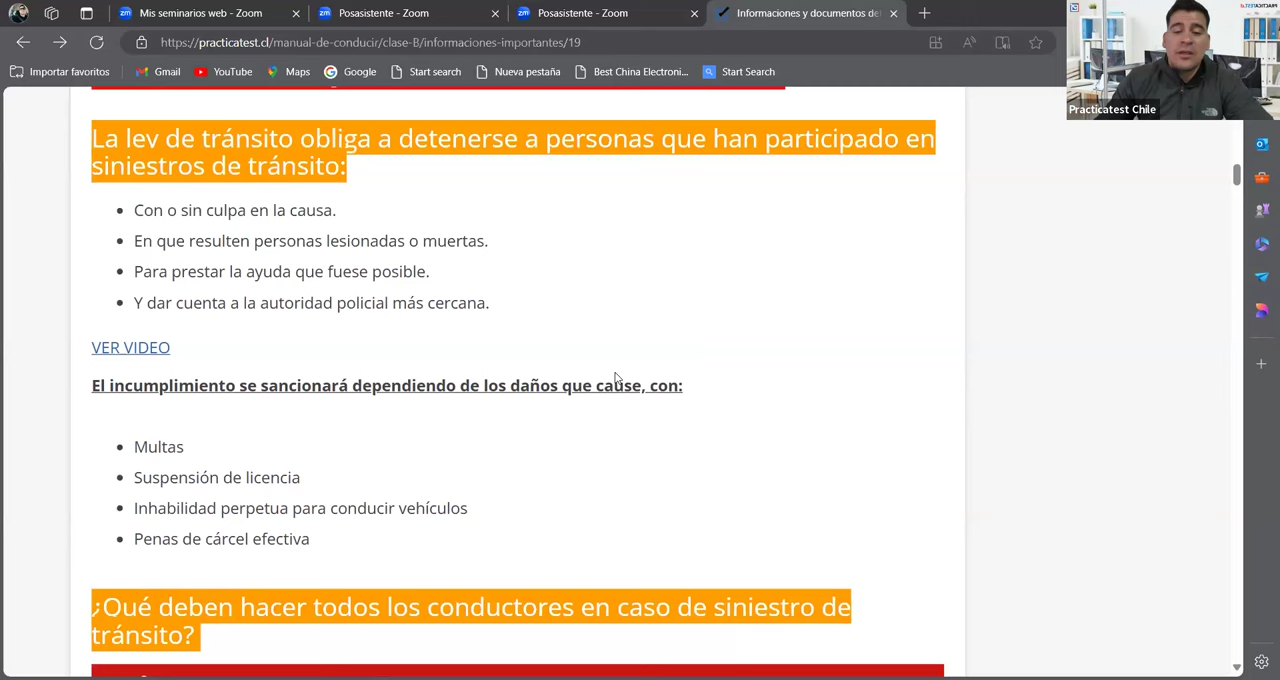 Mis seminarios web - Zoom
Posasistente - Zoom
Posasistente - Zoom
Informaciones y documentos de
https://practicatest.cl/manual-de-conducir/clase-B/informaciones-importantes/19
Importar favoritos
Gmail
YouTube
Maps
Google
Start search
Nueva pestaña
Best China Electroni...
Start Search
Practicatest Chile
La ley de tránsito obliga a detenerse a personas que han participado en
siniestros de tránsito:
Con o sin culpa en la causa.
En que resulten personas lesionadas o muertas.
Para prestar la ayuda que fuese posible.
Y dar cuenta a la autoridad policial más cercana.
VER VIDEO
El incumplimiento se sancionará dependiendo de los daños que cause, con:
Multas
Suspensión de licencia
Inhabilidad perpetua para conducir vehículos
Penas de cárcel efectiva
¿Qué deben hacer todos los conductores en caso de siniestro de
tránsito?